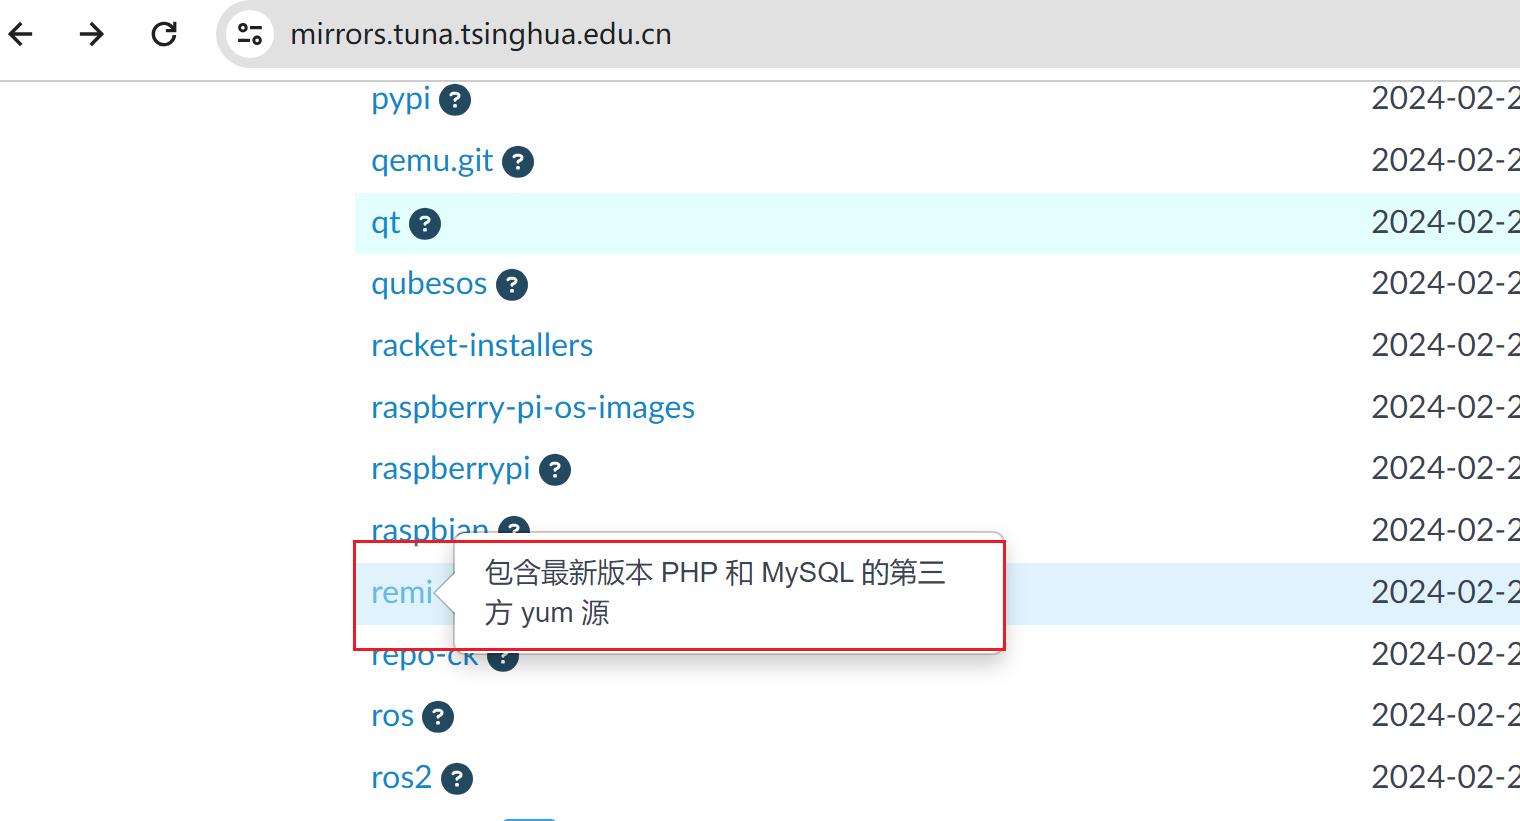 mirrors.tuna.tsinghua.edu.cn
pypi ? 2024-02-2
qemu.git ? 2024-02-2
qt ? 2024-02-2
qubesos ? 2024-02-2
racket-installers 2024-02-2
raspberry-pi-os-images 2024-02-2
raspberrypi ? 2024-02-2
raspbian ? 2024-02-2
remi 2024-02-2
包含最新版本 PHP 和 MySQL 的第三
方 yum 源
repo-ck ? 2024-02-2
ros ? 2024-02-2
ros2 ? 2024-02-2